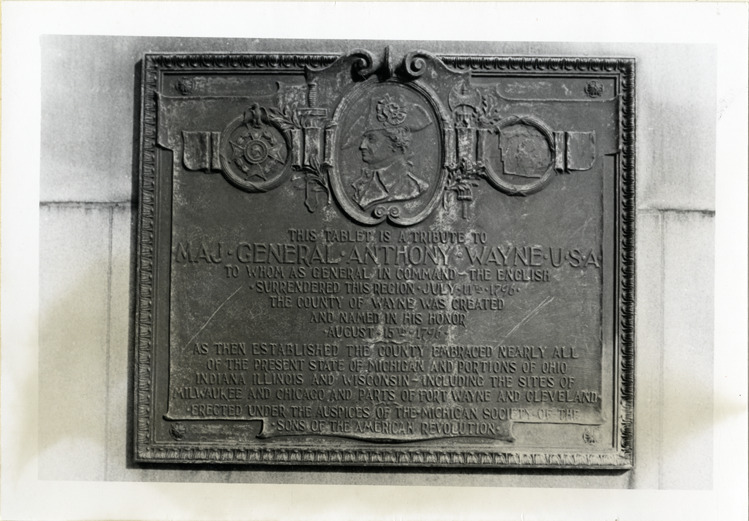 THIS TABLET IS A TRIBUTE TO
MAJ·GENERAL·ANTHONY·WAYNE·U·S·A·
TO WHOM AS GENERAL IN COMMAND–THE ENGLISH
·SURRENDERED THIS REGION·JULY·11TH·1796·
THE COUNTY OF WAYNE WAS CREATED
AND NAMED IN HIS HONOR
·AUGUST·15TH·1796·
AS THEN ESTABLISHED THE COUNTY EMBRACED NEARLY ALL
OF THE PRESENT STATE OF MICHIGAN AND PORTIONS OF OHIO
INDIANA ILLINOIS AND WISCONSIN–INCLUDING THE SITES OF
MILWAUKEE AND CHICAGO AND PARTS OF FORT WAYNE AND CLEVELAND
·ERECTED UNDER THE AUSPICES OF THE·MICHIGAN SOCIETY·OF THE
·SONS OF THE AMERICAN REVOLUTION·